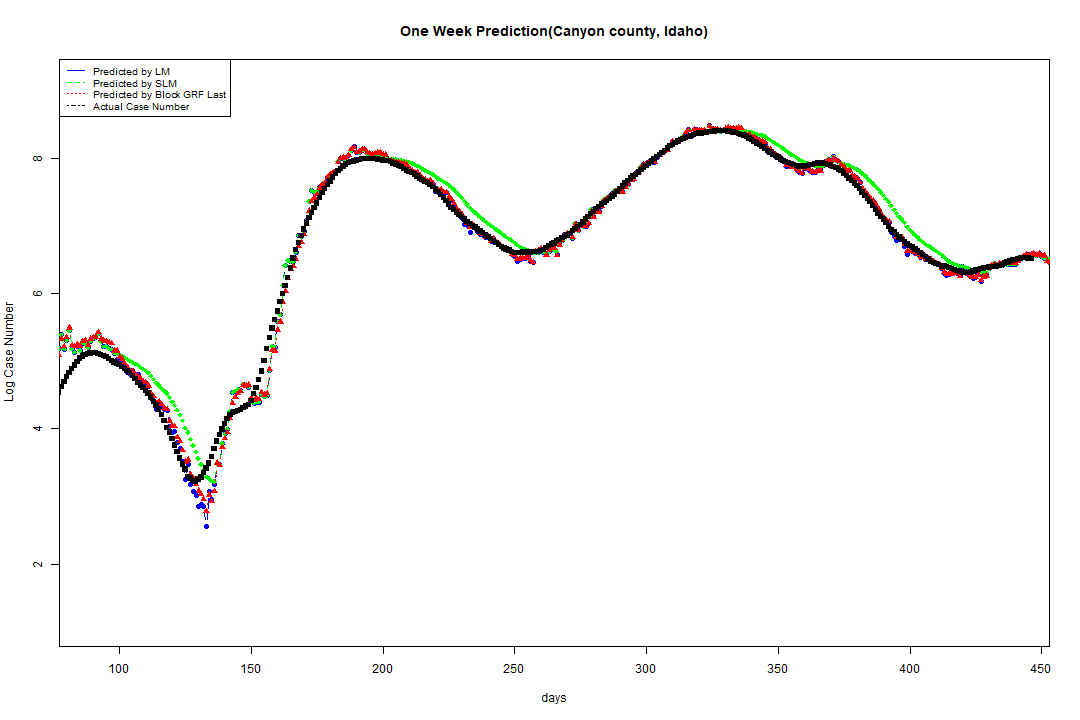 One Week Prediction(Canyon county, Idaho)
Predicted by LM
Predicted by SLM
Predicted by Block GRF Last
Actual Case Number
Log Case Number
8
6
4
2
100 150 200 250 300 350 400 450
days